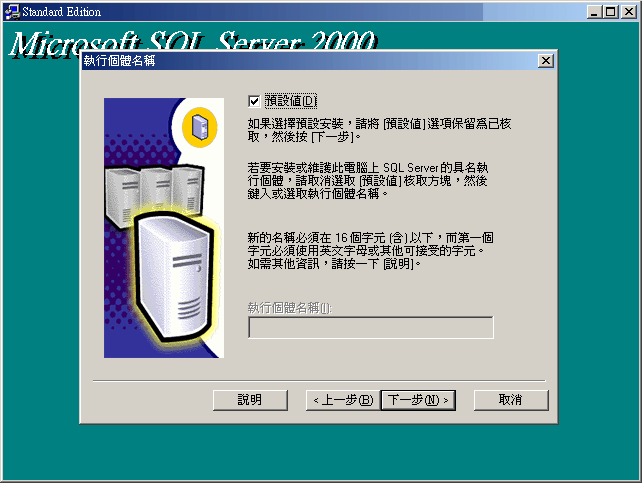 Standard Edition
Microsoft SQL Server 2000
執行個體名稱
預設值(D)
如果選擇預設安裝，請將 [預設值] 選項保留為已核
取，然後按 [下一步]。
若要安裝或維護此電腦上 SQL Server 的具名執
行個體，請取消選取 [預設值] 核取方塊，然後
鍵入或選取執行個體名稱。
新的名稱必須在 16 個字元 (含) 以下，而第一個
字元必須使用英文字母或其他可接受的字元。
如需其他資訊，請按一下 [說明]。
執行個體名稱(I):
說明
< 上一步(B)
下一步(N) >
取消